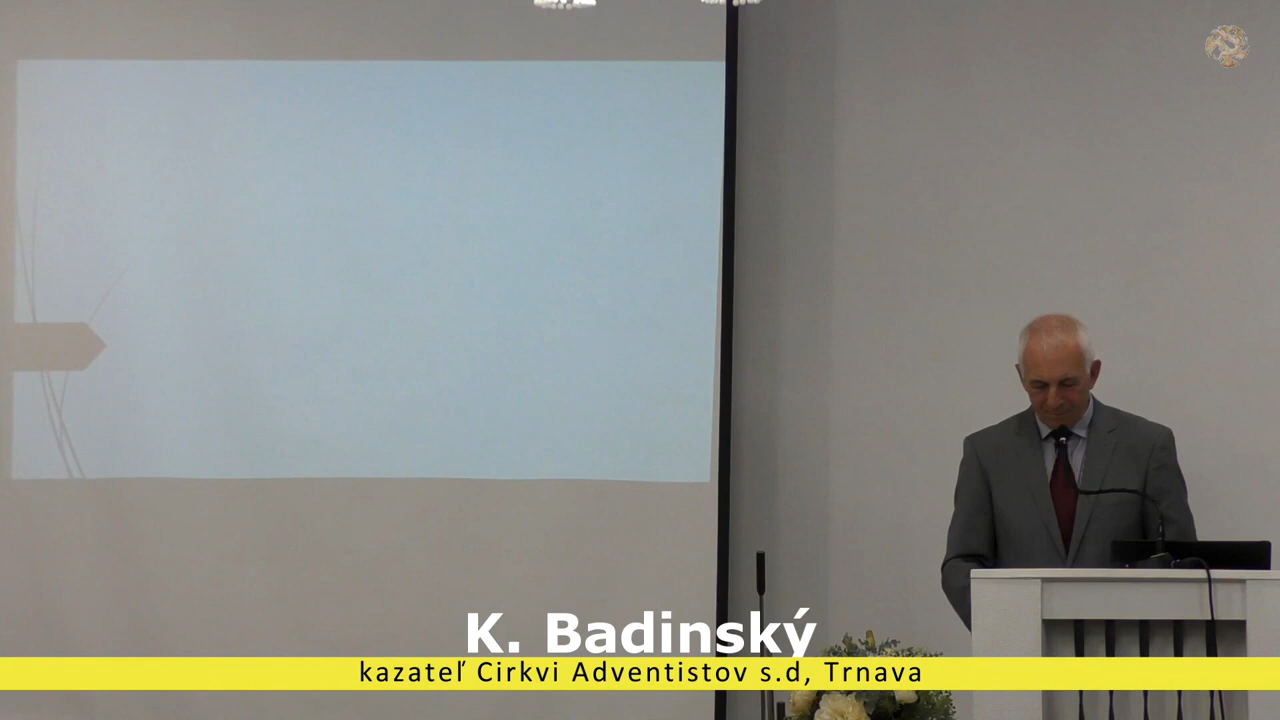 K. Badinský
kazateľ Cirkvi Adventistov s.d, Trnava